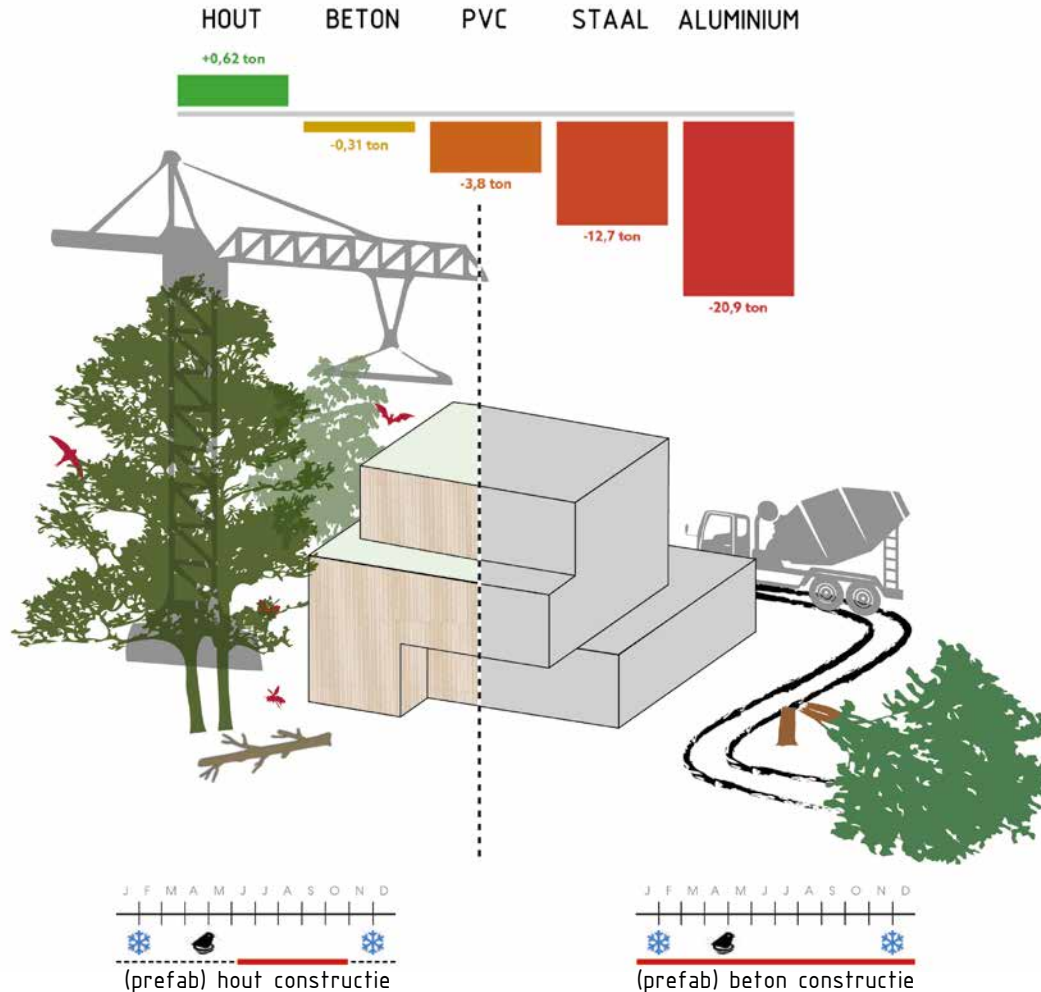 HOUT BETON PVC STAAL ALUMINIUM
+0,62 ton
-0,31 ton
-3,8 ton
-12,7 ton
-20,9 ton
J F M A M J J A S O N D
(prefab) hout constructie
J F M A M J J A S O N D
(prefab) beton constructie